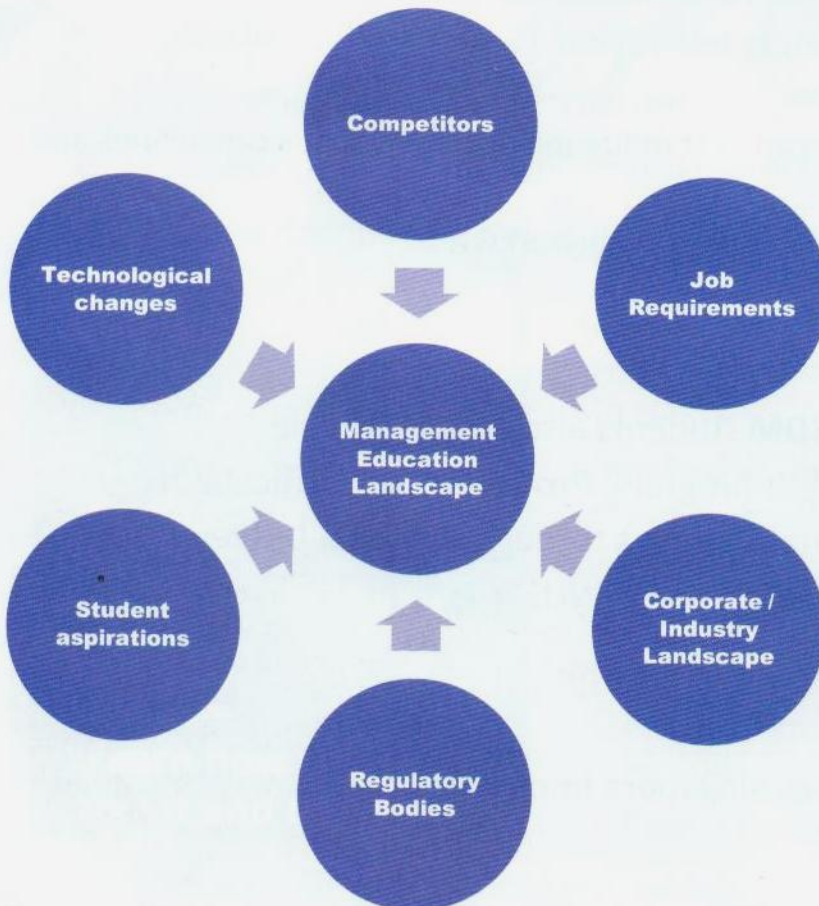 Competitors
Technological
changes
Job
Requirements
Management
Education
Landscape
Student
aspirations
Corporate /
Industry
Landscape
Regulatory
Bodies